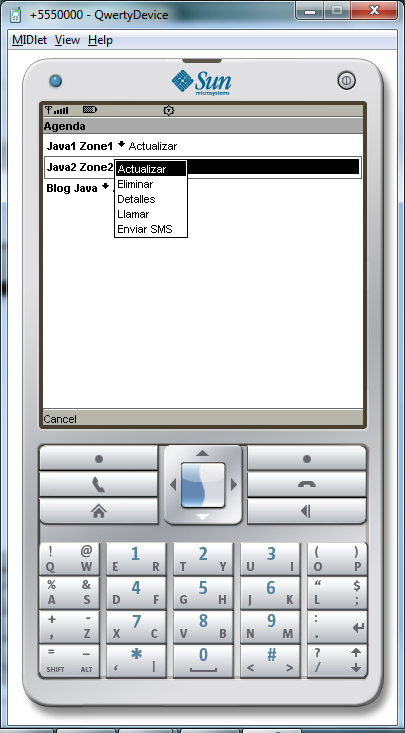 +5550000 - QwertyDevice
MIDlet View Help
Sun
microsystems
Agenda
Java1 Zone1 Actualizar
Java2 Zone2
Actualizar
Blog Java
Eliminar
Detalles
Llamar
Enviar SMS
Cancel
! @ 1 2 3 ( )
Q W E R T Y U I O P
% & 4 5 6 " $
A S D F G H J K L ;
+ - 7 8 9 :
. Z X C V B N M .
= – * 0 # ?
SHIFT ALT , | < > /